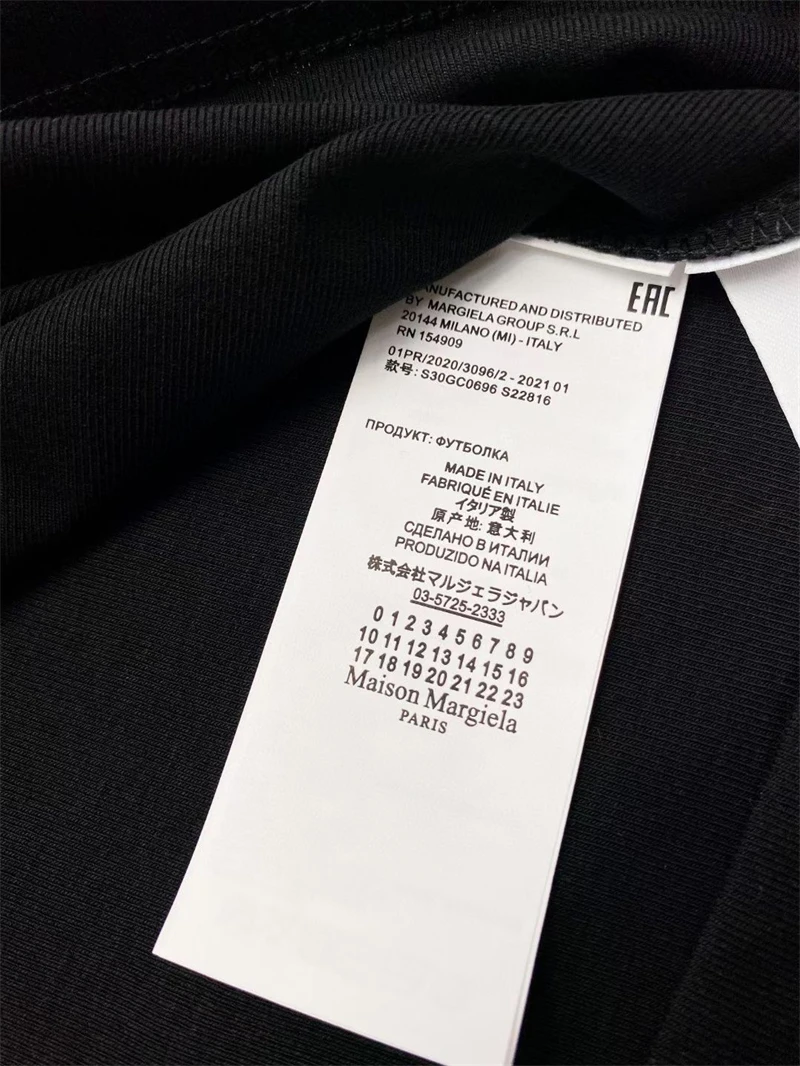 EAC
MANUFACTURED AND DISTRIBUTED
BY MARGIELA GROUP S.R.L
20144 MILANO (MI) - ITALY
RN 154909
01PR/2020/3096/2 - 2021 01
款号: S30GC0696 S22816
ПРОДУКТ: ФУТБОЛКА
MADE IN ITALY
FABRIQUÉ EN ITALIE
イタリア製
原产地: 意大利
СДЕЛАНО В ИТАЛИИ
PRODUZIDO NA ITALIA
株式会社マルジェラジャパン
03-5725-2333
0 1 2 3 4 5 6 7 8 9
10 11 12 13 14 15 16
17 18 19 20 21 22 23
Maison Margiela
PARIS